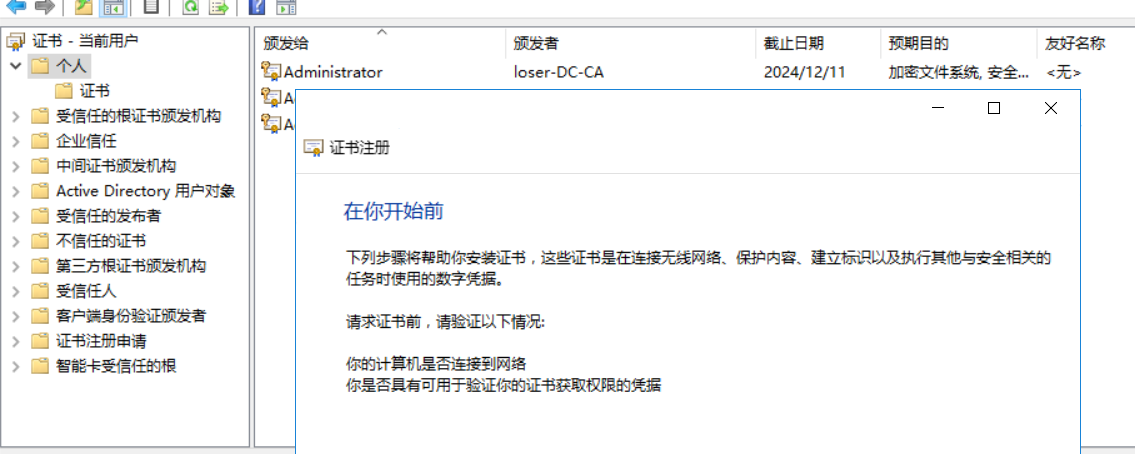 证书 - 当前用户
个人
证书
受信任的根证书颁发机构
企业信任
中间证书颁发机构
Active Directory 用户对象
受信任的发布者
不信任的证书
第三方根证书颁发机构
受信任人
客户端身份验证颁发者
证书注册申请
智能卡受信任的根
颁发给 颁发者 截止日期 预期目的 友好名称
Administrator loser-DC-CA 2024/12/11 加密文件系统, 安全... <无>
证书注册
在你开始前
下列步骤将帮助你安装证书，这些证书是在连接无线网络、保护内容、建立标识以及执行其他与安全相关的
任务时使用的数字凭据。
请求证书前，请验证以下情况:
你的计算机是否连接到网络
你是否具有可用于验证你的证书获取权限的凭据